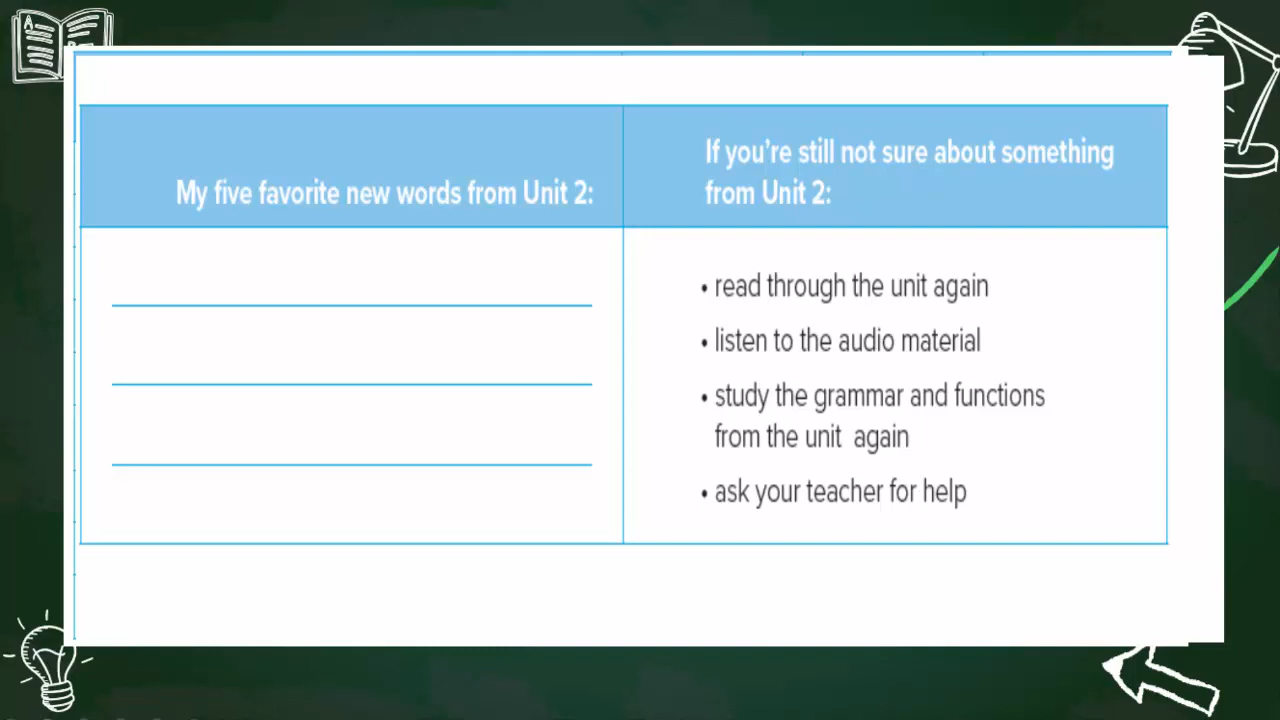 My five favorite new words from Unit 2:
If you're still not sure about something
from Unit 2:
• read through the unit again
• listen to the audio material
• study the grammar and functions
from the unit again
• ask your teacher for help